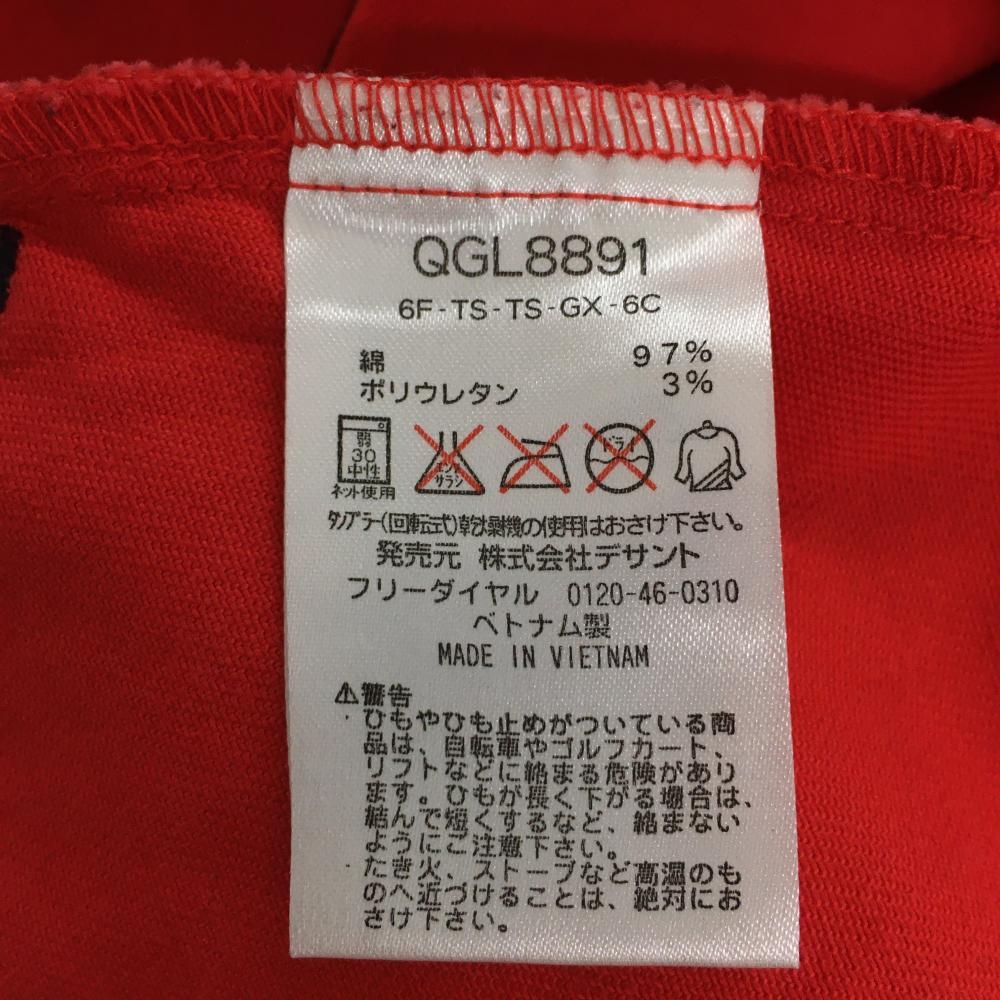 QGL8891
6F-TS-TS-GX-6C
綿 97%
ポリウレタン 3%
弱
30
中性
ネット使用
エンソ
サラシ
ドライ
タンブラー(回転式)乾燥機の使用はおさけ下さい。
発売元 株式会社デサント
フリーダイヤル 0120-46-0310
ベトナム製
MADE IN VIETNAM
⚠警告
・ひもやひも止めがついている商
品は、自転車やゴルフカート、
リフトなどに絡まる危険があり
ます。ひもが長く下がる場合は、
結んで短くするなど、絡まない
ようにご注意下さい。
・たき火、ストーブなど高温のも
のへ近づけることは、絶対にお
さけ下さい。